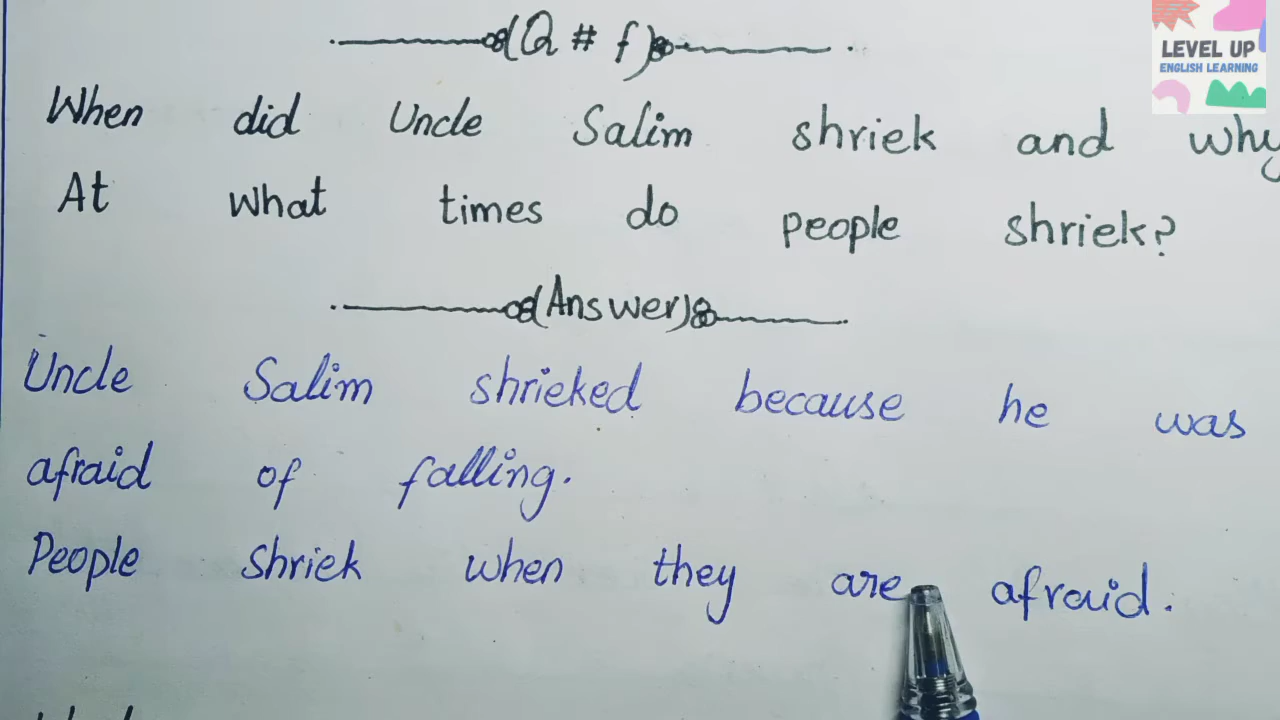 (Q # f)
LEVEL UP
ENGLISH LEARNING
When did Uncle Salim shriek and why
At what times do people shriek?
(Answer)
Uncle Salim shrieked because he was
afraid of falling.
People shriek when they are afraid.